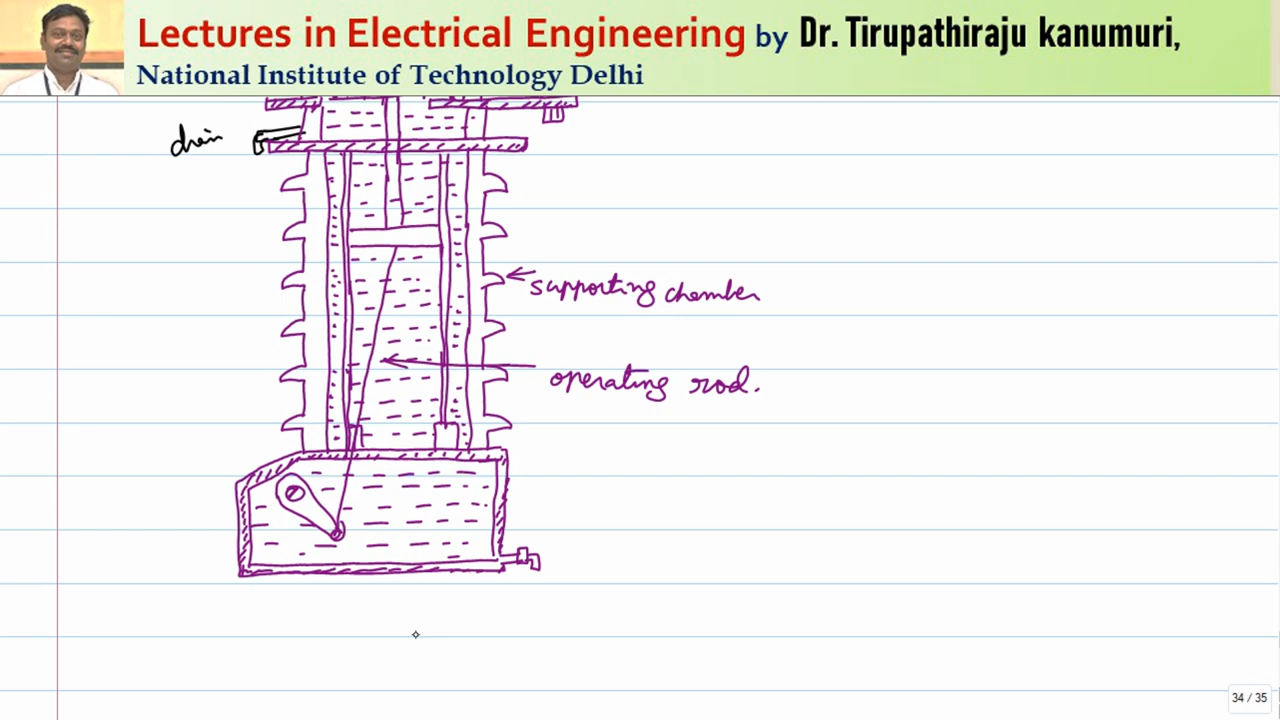 Lectures in Electrical Engineering by Dr. Tirupathiraju kanumuri,
National Institute of Technology Delhi
drain
supporting chamber
operating rod.
34 / 35